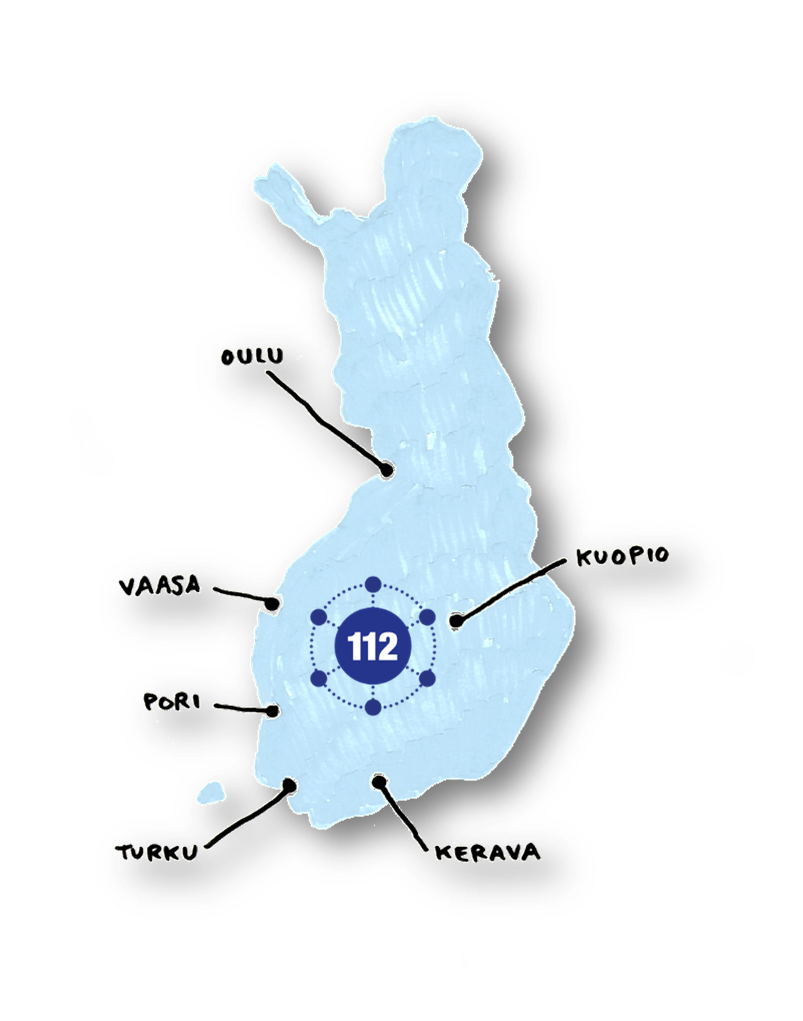 OULU
KUOPIO
VAASA
112
PORI
TURKU
KERAVA